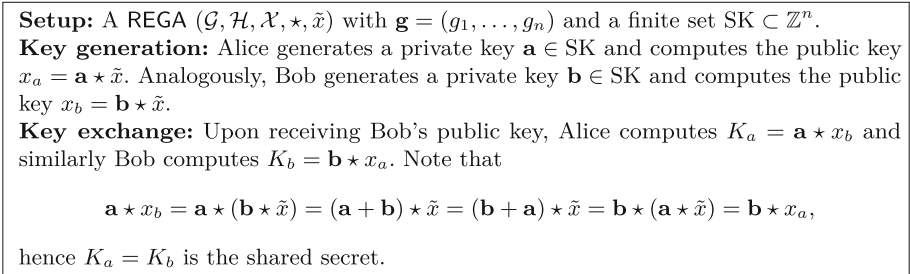 Setup: A REGA (𝒢, ℋ, 𝒳, ⋆, x̃) with g = (g₁, . . . , gₙ) and a finite set SK ⊂ ℤⁿ.
Key generation: Alice generates a private key a ∈ SK and computes the public key
xₐ = a ⋆ x̃. Analogously, Bob generates a private key b ∈ SK and computes the public
key x_b = b ⋆ x̃.
Key exchange: Upon receiving Bob's public key, Alice computes Kₐ = a ⋆ x_b and
similarly Bob computes K_b = b ⋆ xₐ. Note that
a ⋆ x_b = a ⋆ (b ⋆ x̃) = (a + b) ⋆ x̃ = (b + a) ⋆ x̃ = b ⋆ (a ⋆ x̃) = b ⋆ xₐ,
hence Kₐ = K_b is the shared secret.